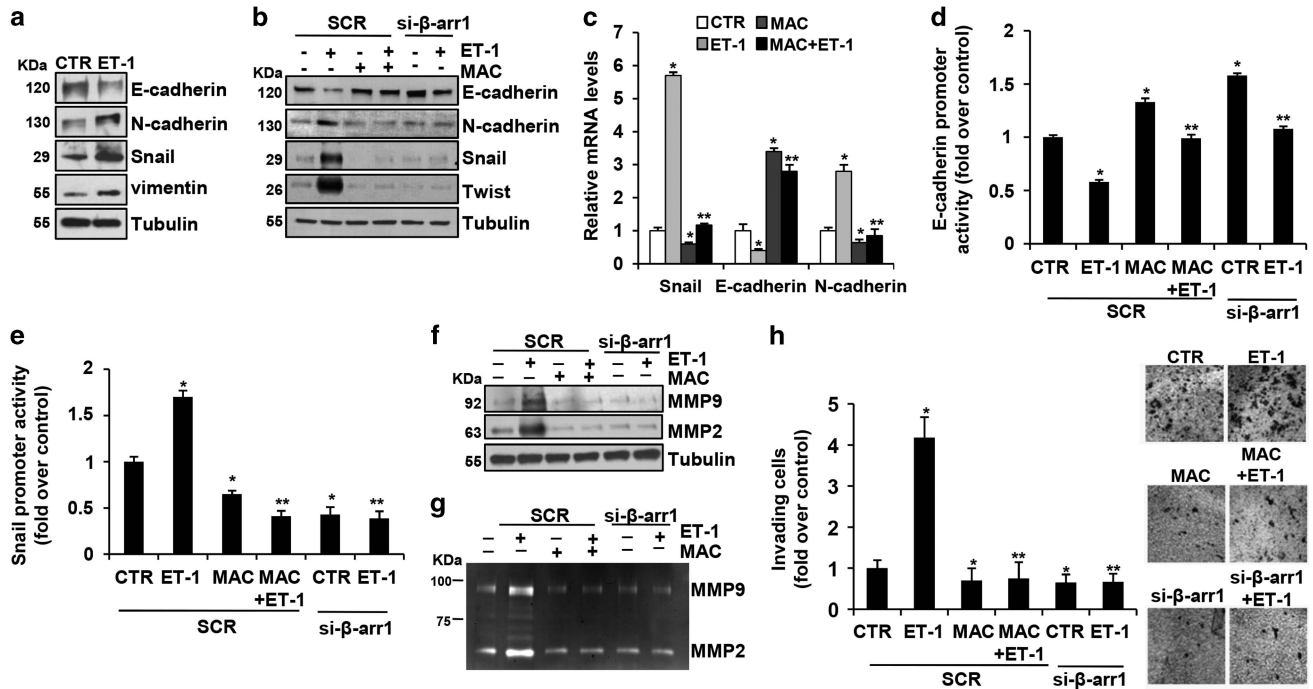 a
CTR ET-1
KDa
120 E-cadherin
130 N-cadherin
29 Snail
55 vimentin
55 Tubulin
b
SCR si-β-arr1
- + - + - + ET-1
- - + + - - MAC
KDa
120 E-cadherin
130 N-cadherin
29 Snail
26 Twist
55 Tubulin
c
CTR MAC
ET-1 MAC+ET-1
Relative mRNA levels
7
6
5
4
3
2
1
0
* * * * * ** * * * ** **
Snail E-cadherin N-cadherin
d
E-cadherin promoter
activity (fold over control)
2
1.5
1
0.5
0
* * ** * **
CTR ET-1 MAC MAC CTR ET-1
+ET-1
SCR si-β-arr1
e
Snail promoter activity
(fold over control)
2
1.5
1
0.5
0
* * ** * **
CTR ET-1 MAC MAC CTR ET-1
+ET-1
SCR si-β-arr1
f
SCR si-β-arr1
– + – + – + ET-1
– – + + – – MAC
KDa
92 MMP9
63 MMP2
55 Tubulin
g
SCR si-β-arr1
– + – + – + ET-1
– – + + – – MAC
KDa
100 MMP9
75
MMP2
h
Invading cells
(fold over control)
5
4
3
2
1
0
* * ** * **
CTR ET-1 MAC MAC CTR ET-1
+ET-1
SCR si-β-arr1
CTR ET-1
MAC MAC
+ET-1
si-β-arr1 si-β-arr1
+ET-1